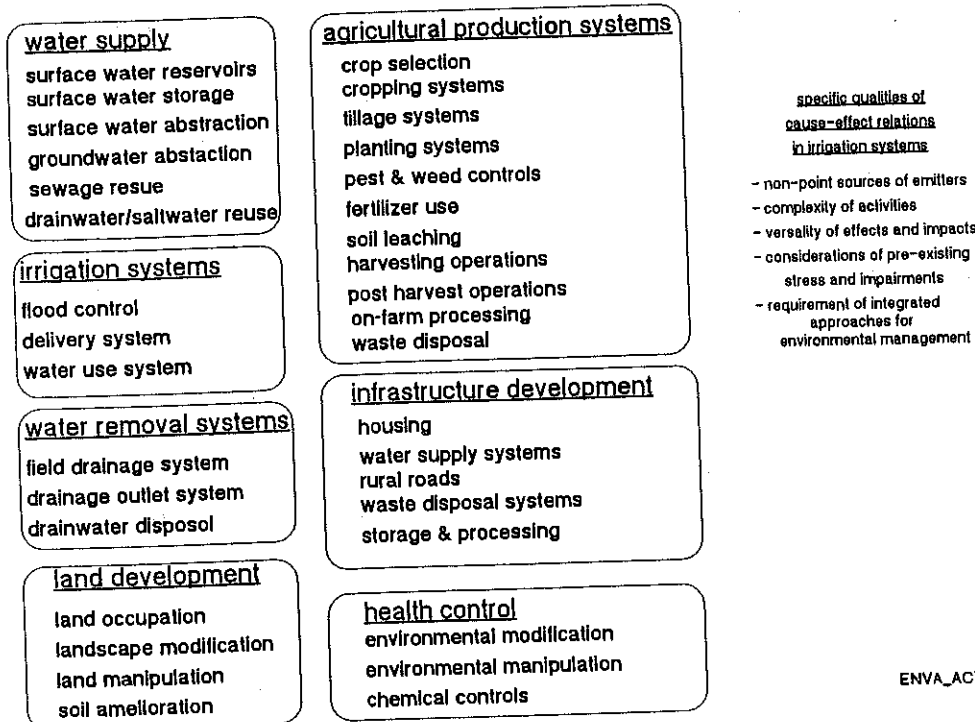 water supply
surface water reservoirs
surface water storage
surface water abstraction
groundwater abstaction
sewage resue
drainwater/saltwater reuse
irrigation systems
flood control
delivery system
water use system
water removal systems
field drainage system
drainage outlet system
drainwater disposol
land development
land occupation
landscape modification
land manipulation
soil amelloration
agricultural production systems
crop selection
cropping systems
tillage systems
planting systems
pest & weed controls
fertilizer use
soil leaching
harvesting operations
post harvest operations
on-farm processing
waste disposal
infrastructure development
housing
water supply systems
rural roads
waste disposal systems
storage & processing
health control
environmental modification
environmental manipulation
chemical controls
specific qualities of
cause-effect relations
in irrigation systems
- non-point sources of emitters
- complexity of activities
- versality of effects and impacts
- considerations of pre-existing
stress and impairments
- requirement of integrated
approaches for
environmental management
ENVA_AC